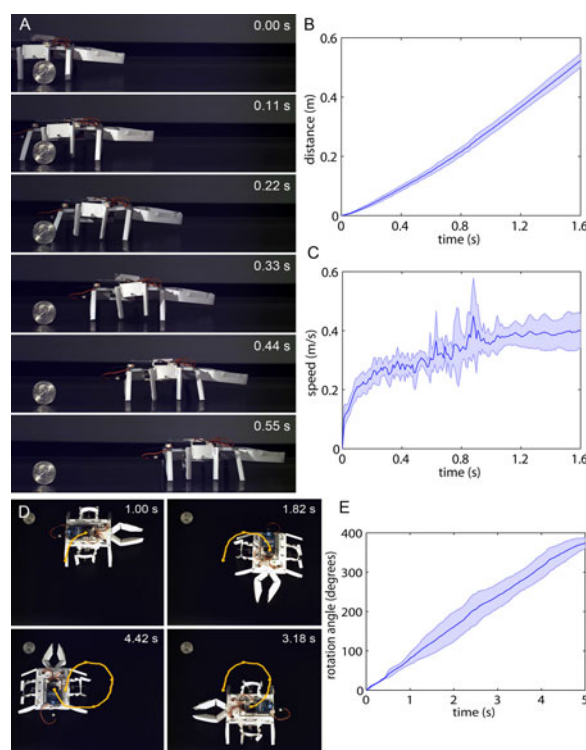 A
0.00 s
0.11 s
0.22 s
0.33 s
0.44 s
0.55 s
B
0.6
0.4
0.2
0
distance (m)
0
0.4
0.8
1.2
1.6
time (s)
C
0.6
0.4
0.2
0
speed (m/s)
0
0.4
0.8
1.2
1.6
time (s)
D
1.00 s
1.82 s
4.42 s
3.18 s
E
400
300
200
100
0
rotation angle (degrees)
0
1
2
3
4
5
time (s)